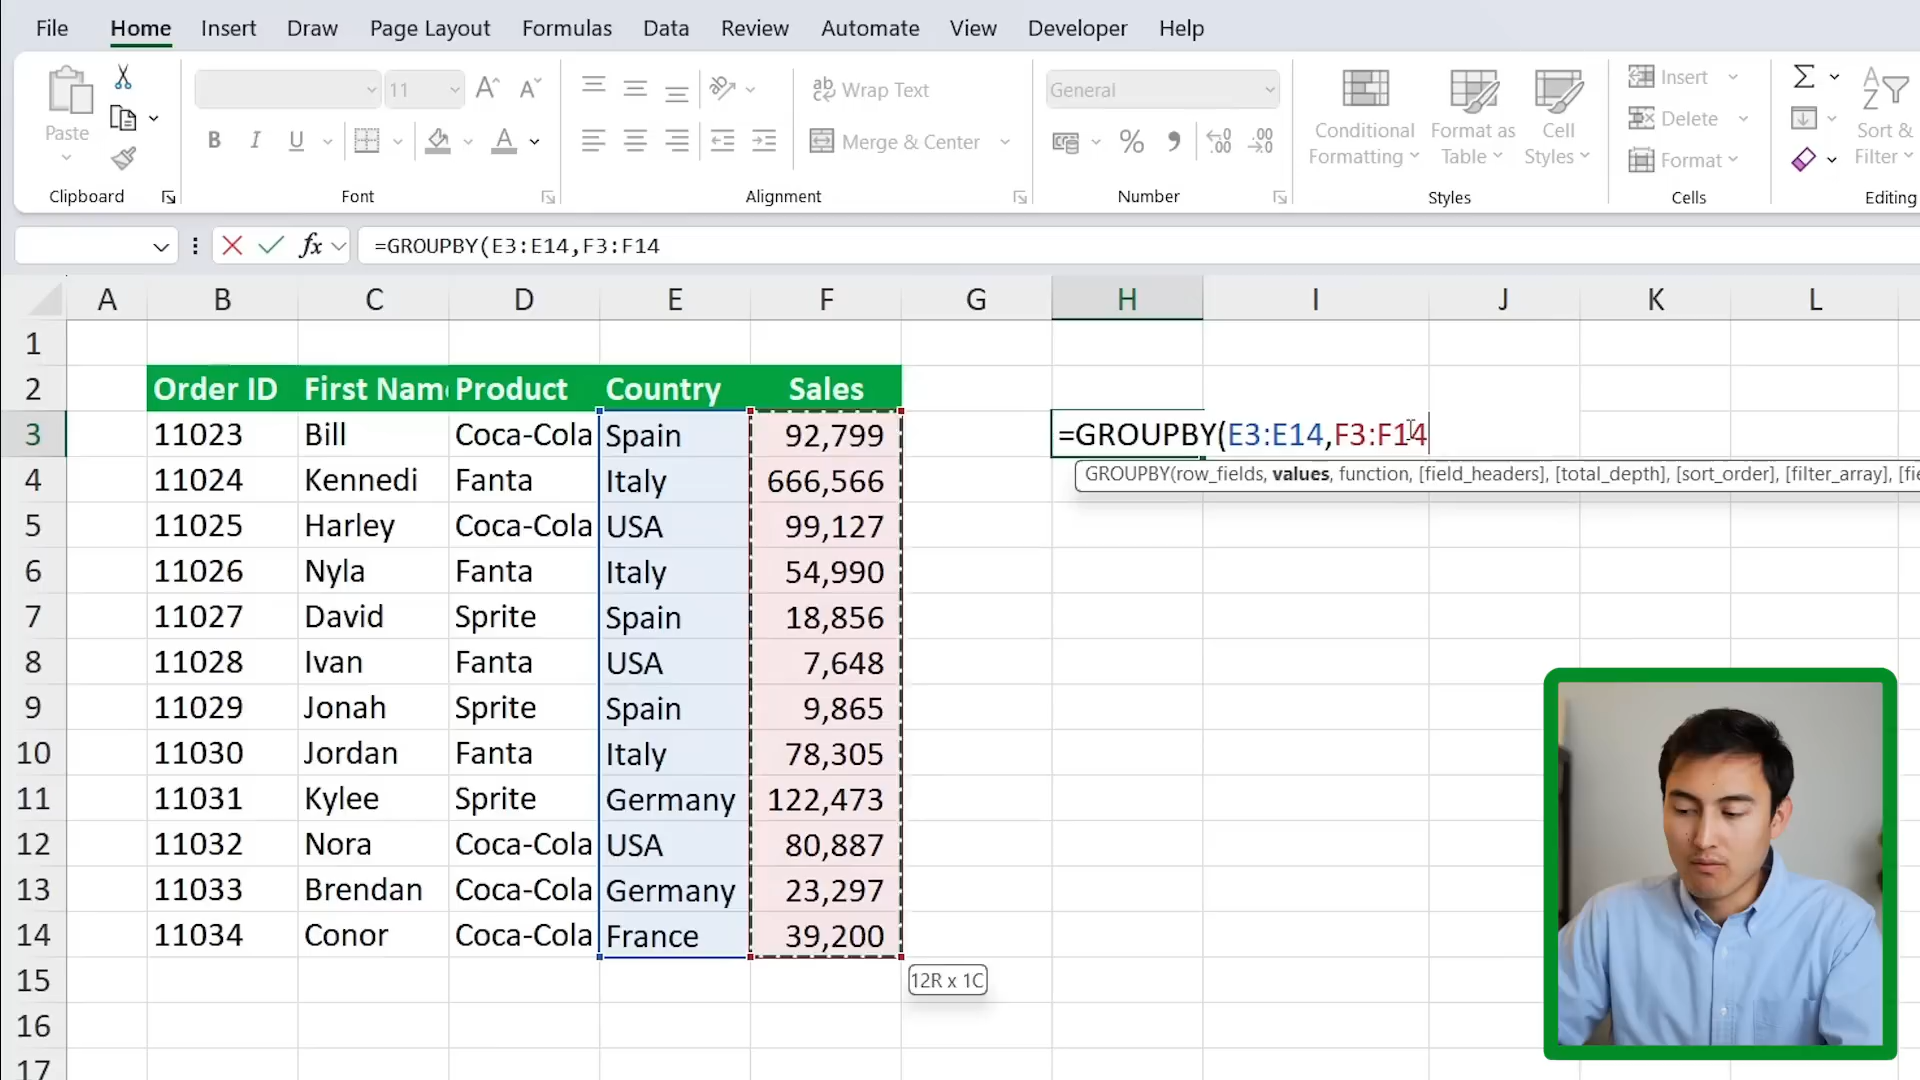 File Home Insert Draw Page Layout Formulas Data Review View Automate Developer Help
Paste
11
Wrap Text
General
Conditional Formatting
Format as Table
Cell Styles
Insert
Sort & Filter
B I U
Merge & Center
Delete
Format
Clipboard Font Alignment Number Styles Cells Editing
fx =GROUPBY(E3:E14,F3:F14
A B C D E F G H I J K L
1
2 Order ID First Name Product Country Sales
3 11023 Bill Coca-Cola Spain 92,799 =GROUPBY(E3:E14,F3:F14
GROUPBY(row_fields, values, function, [field_headers], [total_depth], [sort_order], [filter_array], [fie
4 11024 Kennedi Fanta Italy 666,566
5 11025 Harley Coca-Cola USA 99,127
6 11026 Nyla Fanta Italy 54,990
7 11027 David Sprite Spain 18,856
8 11028 Ivan Fanta USA 7,648
9 11029 Jonah Sprite Spain 9,865
10 11030 Jordan Fanta Italy 78,305
11 11031 Kylee Sprite Germany 122,473
12 11032 Nora Coca-Cola USA 80,887
13 11033 Brendan Coca-Cola Germany 23,297
14 11034 Conor Coca-Cola France 39,200
15 12R x 1C
16
17